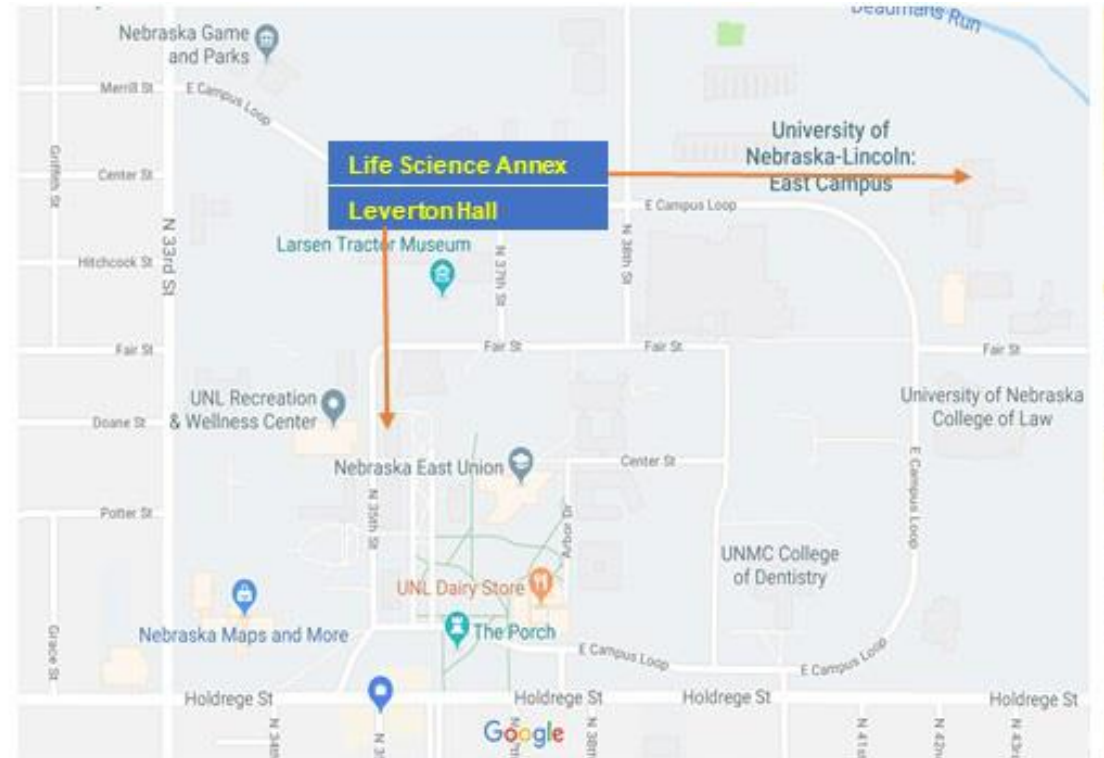 Beadmans Run
Nebraska Game
and Parks
Merrill St
E Campus Loop
University of
Nebraska-Lincoln:
East Campus
Griffith St
Center St
Life Science Annex
Leverton Hall
E Campus Loop
N 33rd St
Larsen Tractor Museum
N 37th St
N 38th St
Hitchcock St
Fair St
Fair St
Fair St
Fair St
UNL Recreation
& Wellness Center
University of Nebraska
College of Law
Doane St
Nebraska East Union
Center St
E Campus Loop
Potter St
N 35th St
Arbor Dr
UNMC College
of Dentistry
UNL Dairy Store
Nebraska Maps and More
The Porch
Grace St
E Campus Loop
E Campus Loop
Holdrege St
Holdrege St
Holdrege St
Holdrege St
Google
N 34th
N 38th
N 41st
N 42n
N 43r